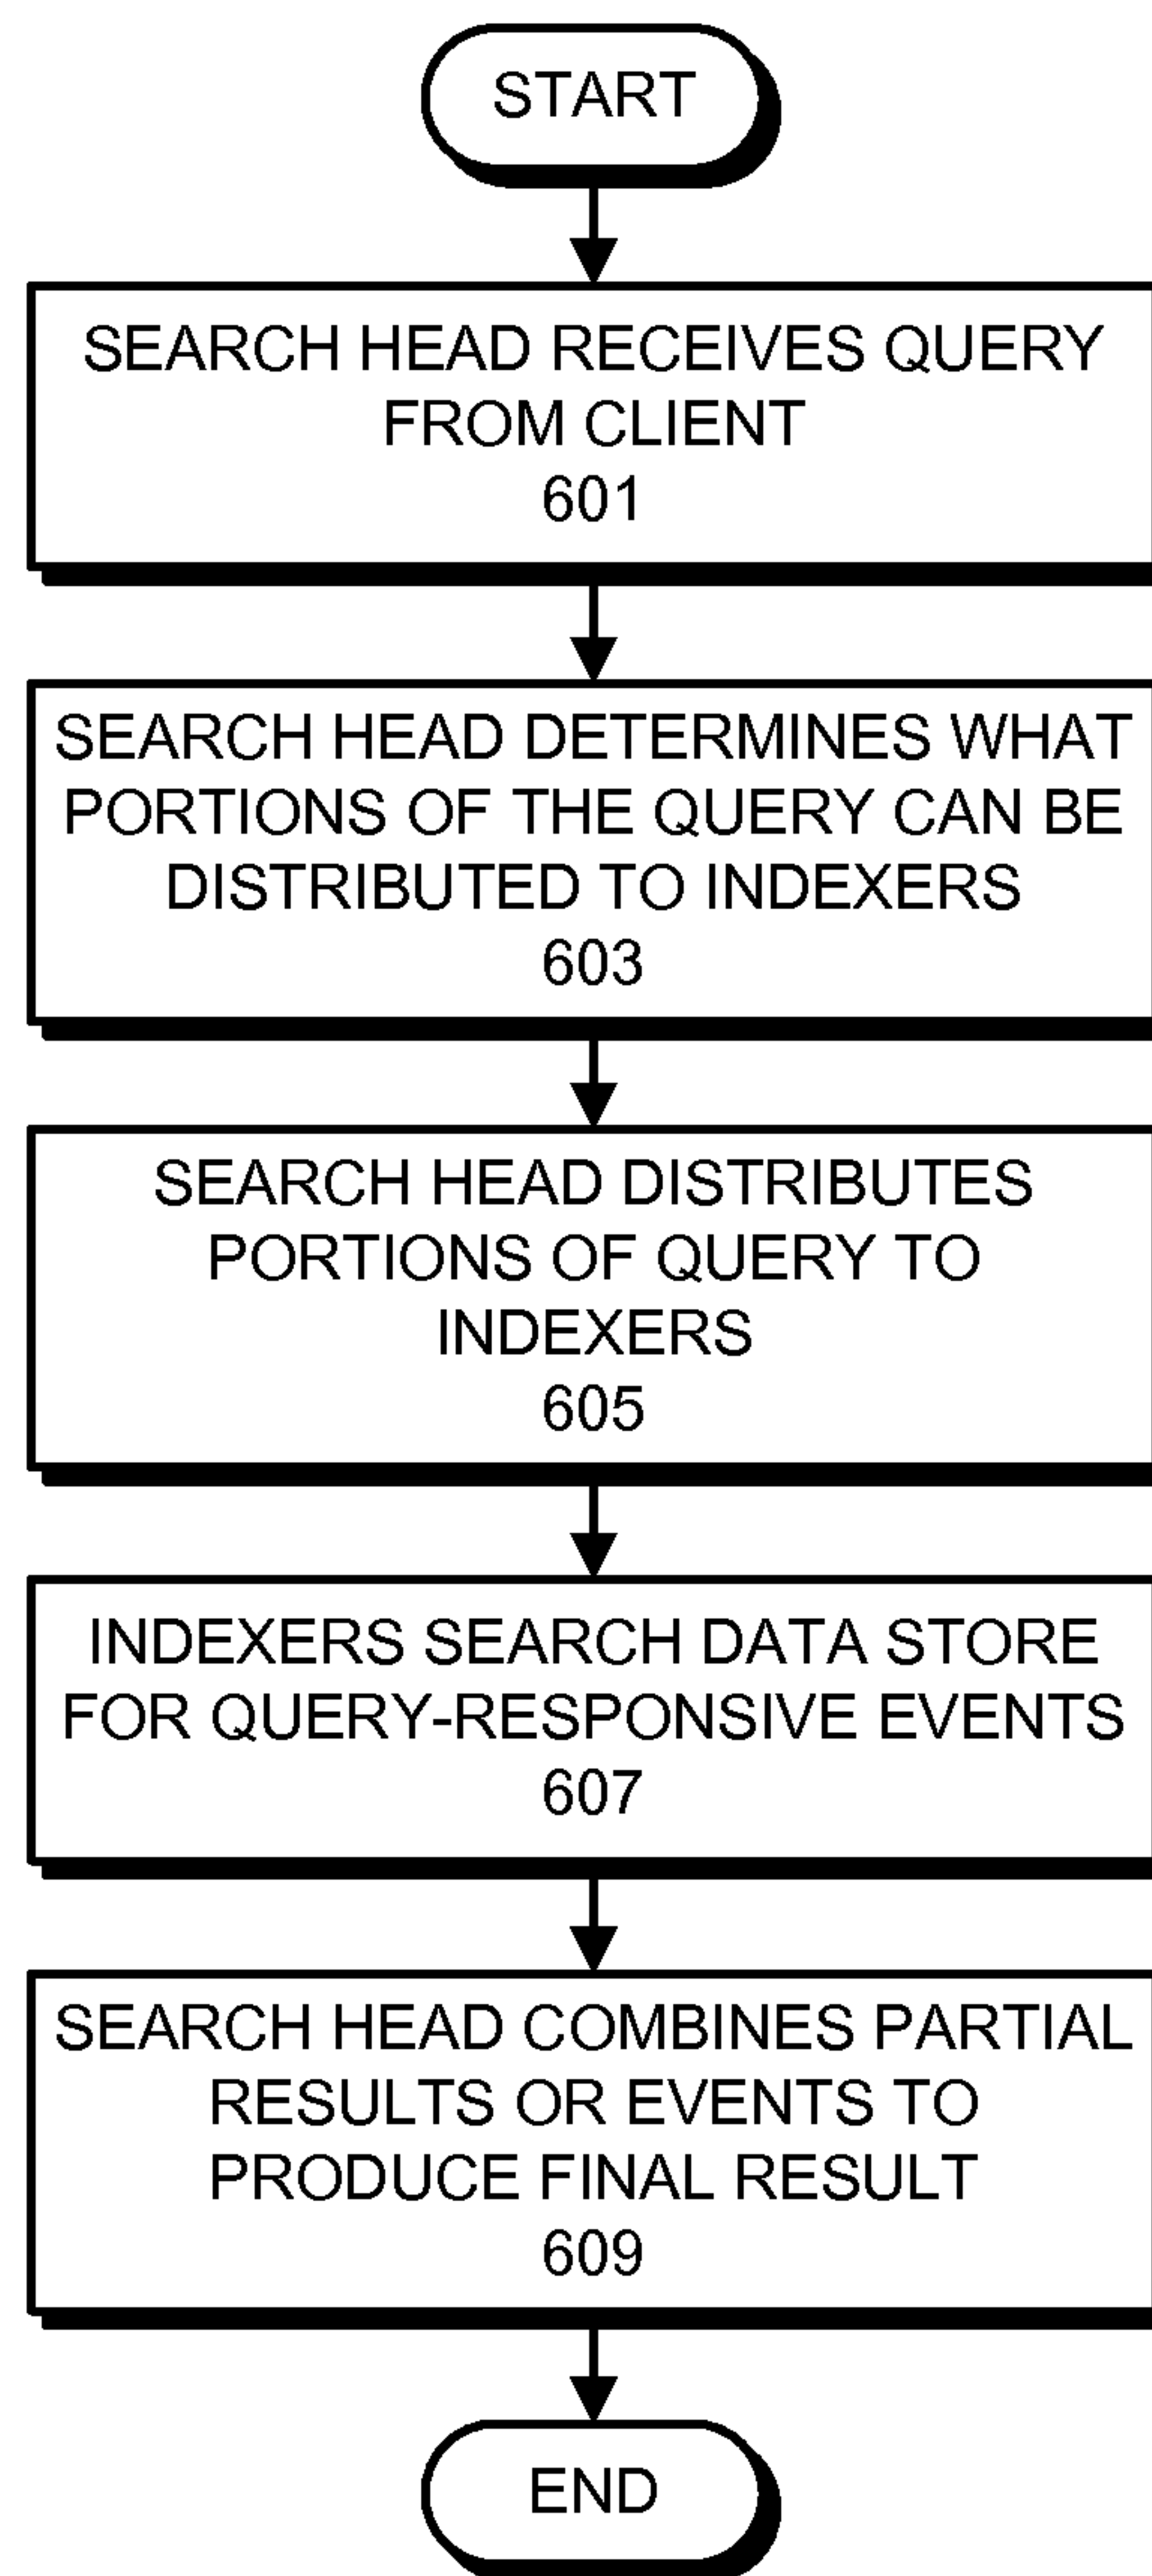 START
SEARCH HEAD RECEIVES QUERY
FROM CLIENT
601
SEARCH HEAD DETERMINES WHAT
PORTIONS OF THE QUERY CAN BE
DISTRIBUTED TO INDEXERS
603
SEARCH HEAD DISTRIBUTES
PORTIONS OF QUERY TO
INDEXERS
605
INDEXERS SEARCH DATA STORE
FOR QUERY-RESPONSIVE EVENTS
607
SEARCH HEAD COMBINES PARTIAL
RESULTS OR EVENTS TO
PRODUCE FINAL RESULT
609
END